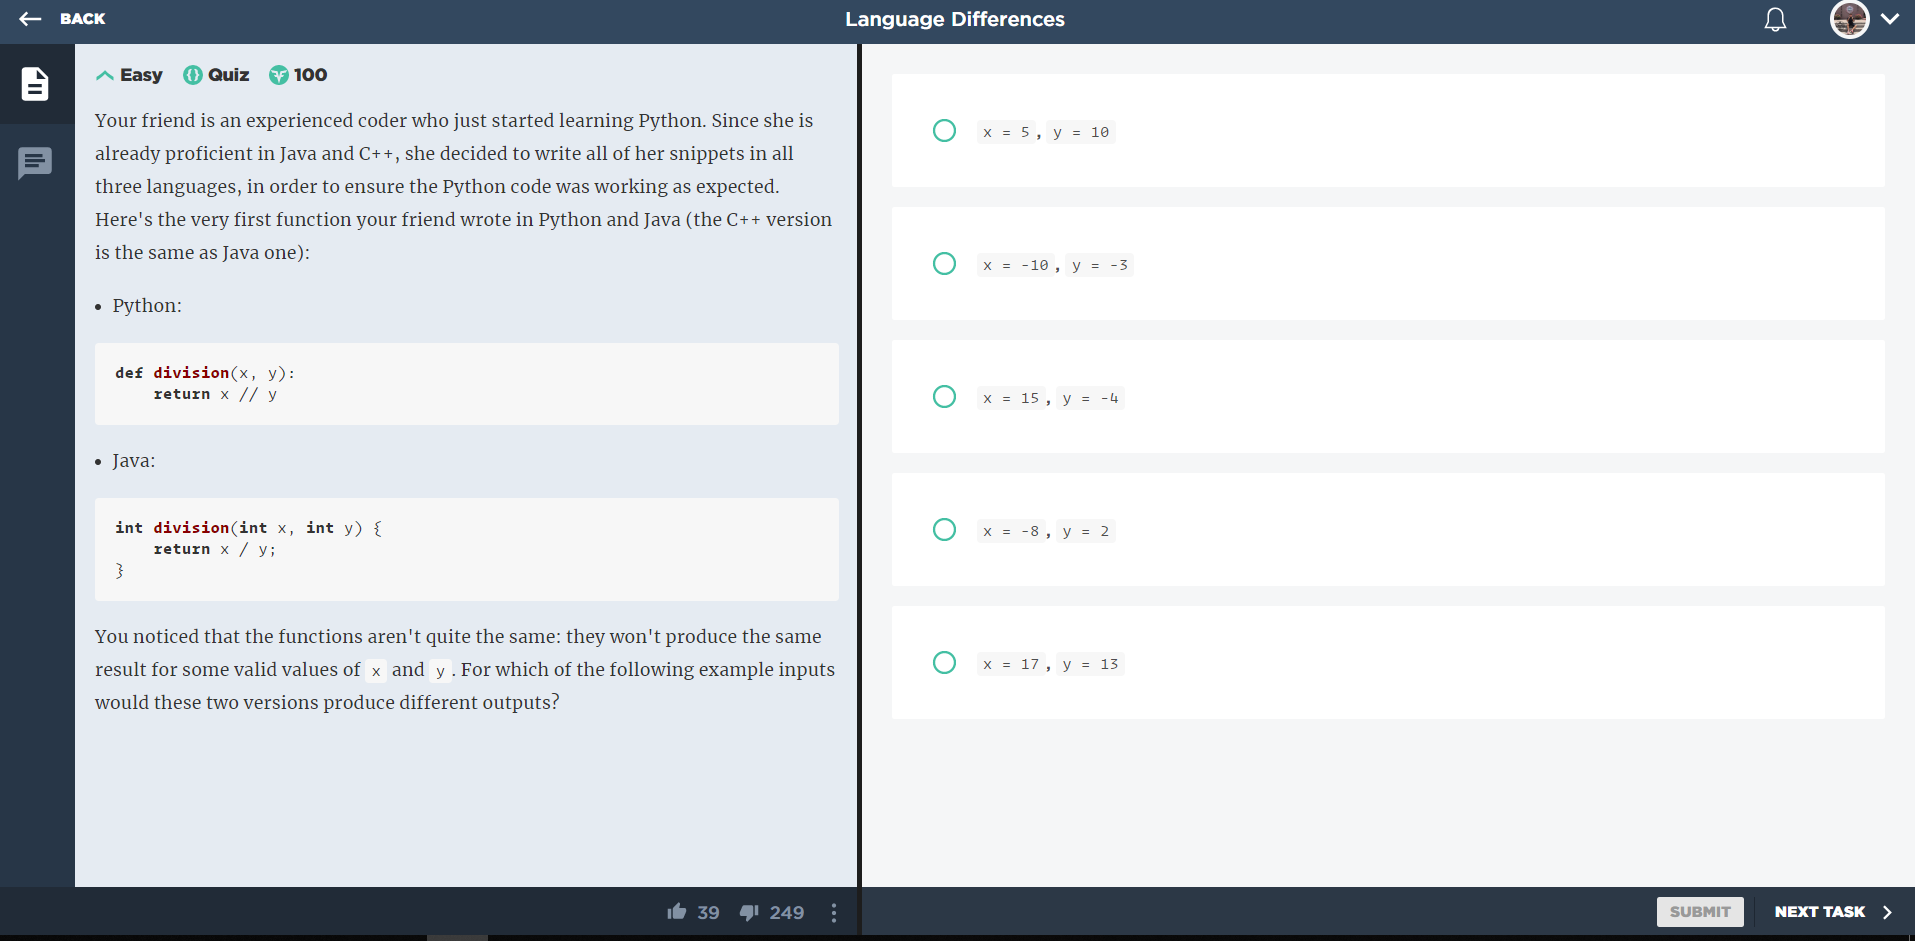 BACK
Language Differences
Easy Quiz 100
Your friend is an experienced coder who just started learning Python. Since she is
already proficient in Java and C++, she decided to write all of her snippets in all
three languages, in order to ensure the Python code was working as expected.
Here's the very first function your friend wrote in Python and Java (the C++ version
is the same as Java one):
• Python:
def division(x, y):
    return x // y
• Java:
int division(int x, int y) {
    return x / y;
}
You noticed that the functions aren't quite the same: they won't produce the same
result for some valid values of x and y. For which of the following example inputs
would these two versions produce different outputs?
39 249
x = 5, y = 10
x = -10, y = -3
x = 15, y = -4
x = -8, y = 2
x = 17, y = 13
SUBMIT
NEXT TASK